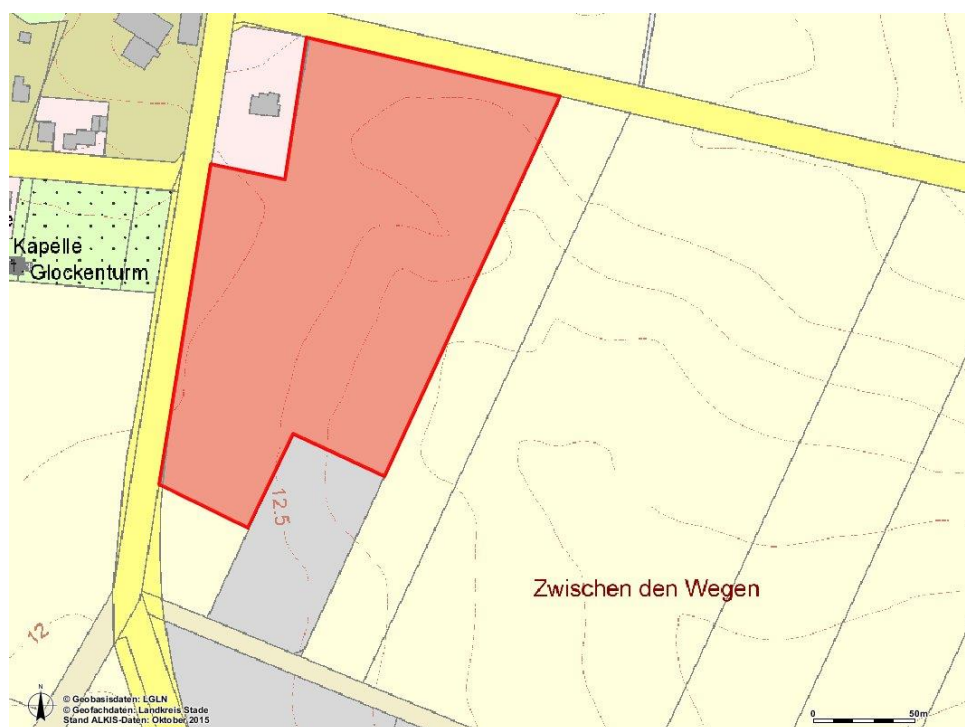 Kapelle
Glockenturm
12.5
Zwischen den Wegen
12
N
© Geobasisdaten: LGLN
© Geofachdaten: Landkreis Stade
Stand ALKIS-Daten: Oktober 2015
0 50m